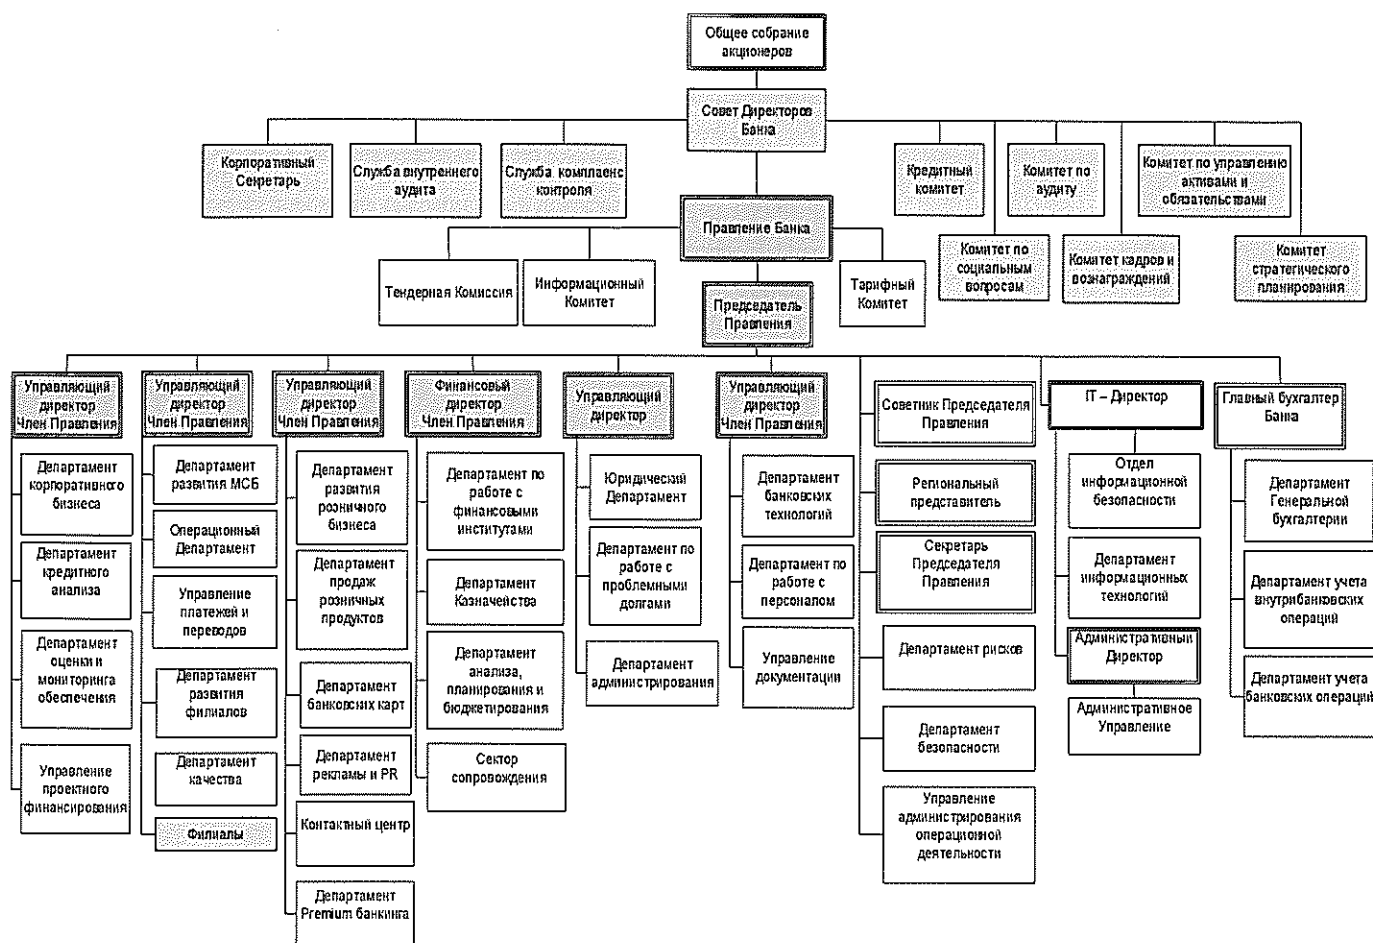 Общее собрание
акционеров
Совет Директоров
Банка
Корпоративный
Секретарь
Служба внутреннего
аудита
Служба комплаенс
контроля
Кредитный
комитет
Комитет по
аудиту
Комитет по управлению
активами и
обязательствами
Правление Банка
Комитет по
социальным
вопросам
Комитет кадров и
вознаграждений
Комитет
стратегического
планирования
Тендерная Комиссия
Информационный
Комитет
Тарифный
Комитет
Председатель
Правления
Управляющий
директор
Член Правления
Управляющий
директор
Член Правления
Управляющий
директор
Член Правления
Финансовый
директор
Член Правления
Управляющий
директор
Управляющий
директор
Член Правления
Советник Председателя
Правления
IT – Директор
Главный бухгалтер
Банка
Департамент
корпоративного
бизнеса
Департамент
кредитного
анализа
Департамент
оценки и
мониторинга
обеспечения
Управление
проектного
финансирования
Департамент
развития МСБ
Операционный
Департамент
Управление
платежей и
переводов
Департамент
развития
филиалов
Департамент
качества
Филиалы
Департамент
развития
розничного
бизнеса
Департамент
продаж
розничных
продуктов
Департамент
банковских карт
Департамент
рекламы и PR
Контактный центр
Департамент
Premium банкинга
Департамент по
работе с
финансовыми
институтами
Департамент
Казначейства
Департамент
анализа,
планирования и
бюджетирования
Сектор
сопровождения
Юридический
Департамент
Департамент по
работе с
проблемными
долгами
Департамент
администрирования
Департамент
банковских
технологий
Департамент по
работе с
персоналом
Управление
документации
Региональный
представитель
Секретарь
Председателя
Правления
Департамент рисков
Департамент
безопасности
Управление
администрирования
операционной
деятельности
Отдел
информационной
безопасности
Департамент
информационных
технологий
Административный
Директор
Административное
Управление
Департамент
Генеральной
бухгалтерии
Департамент учета
внутрибанковских
операций
Департамент учета
банковских операций